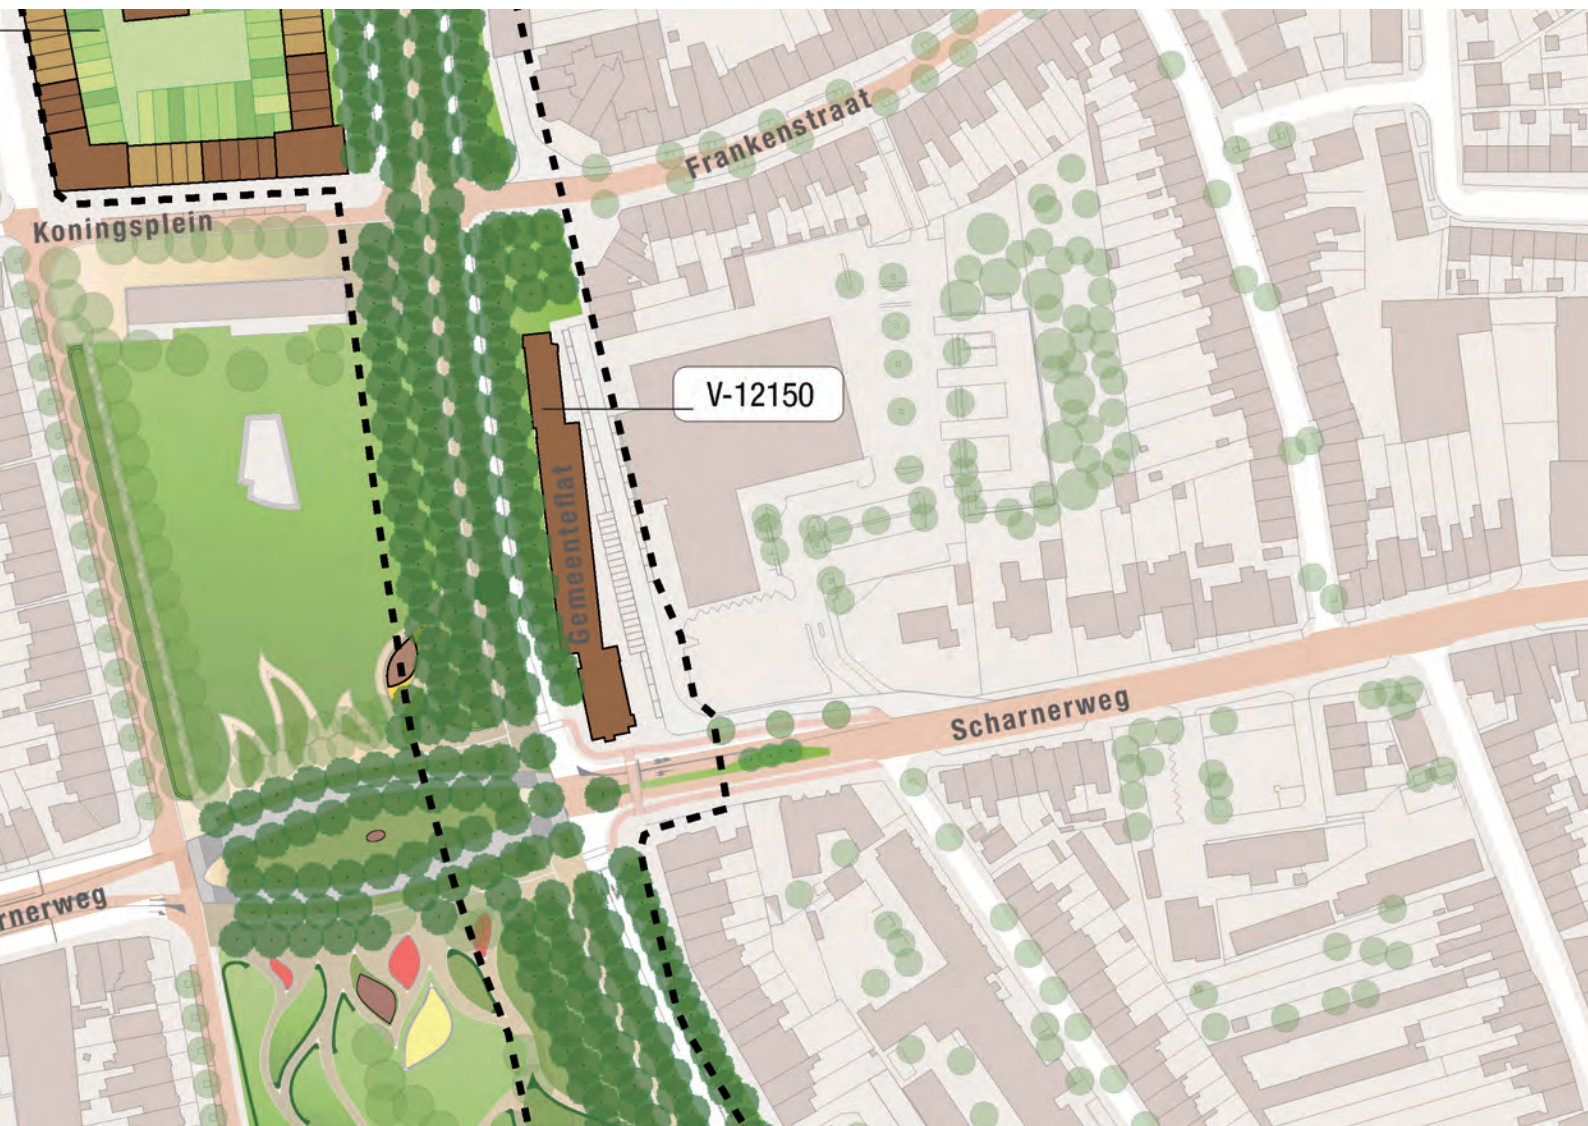 Frankenstraat
Koningsplein
V-12150
Gemeenteflat
Scharnerweg
rnerweg